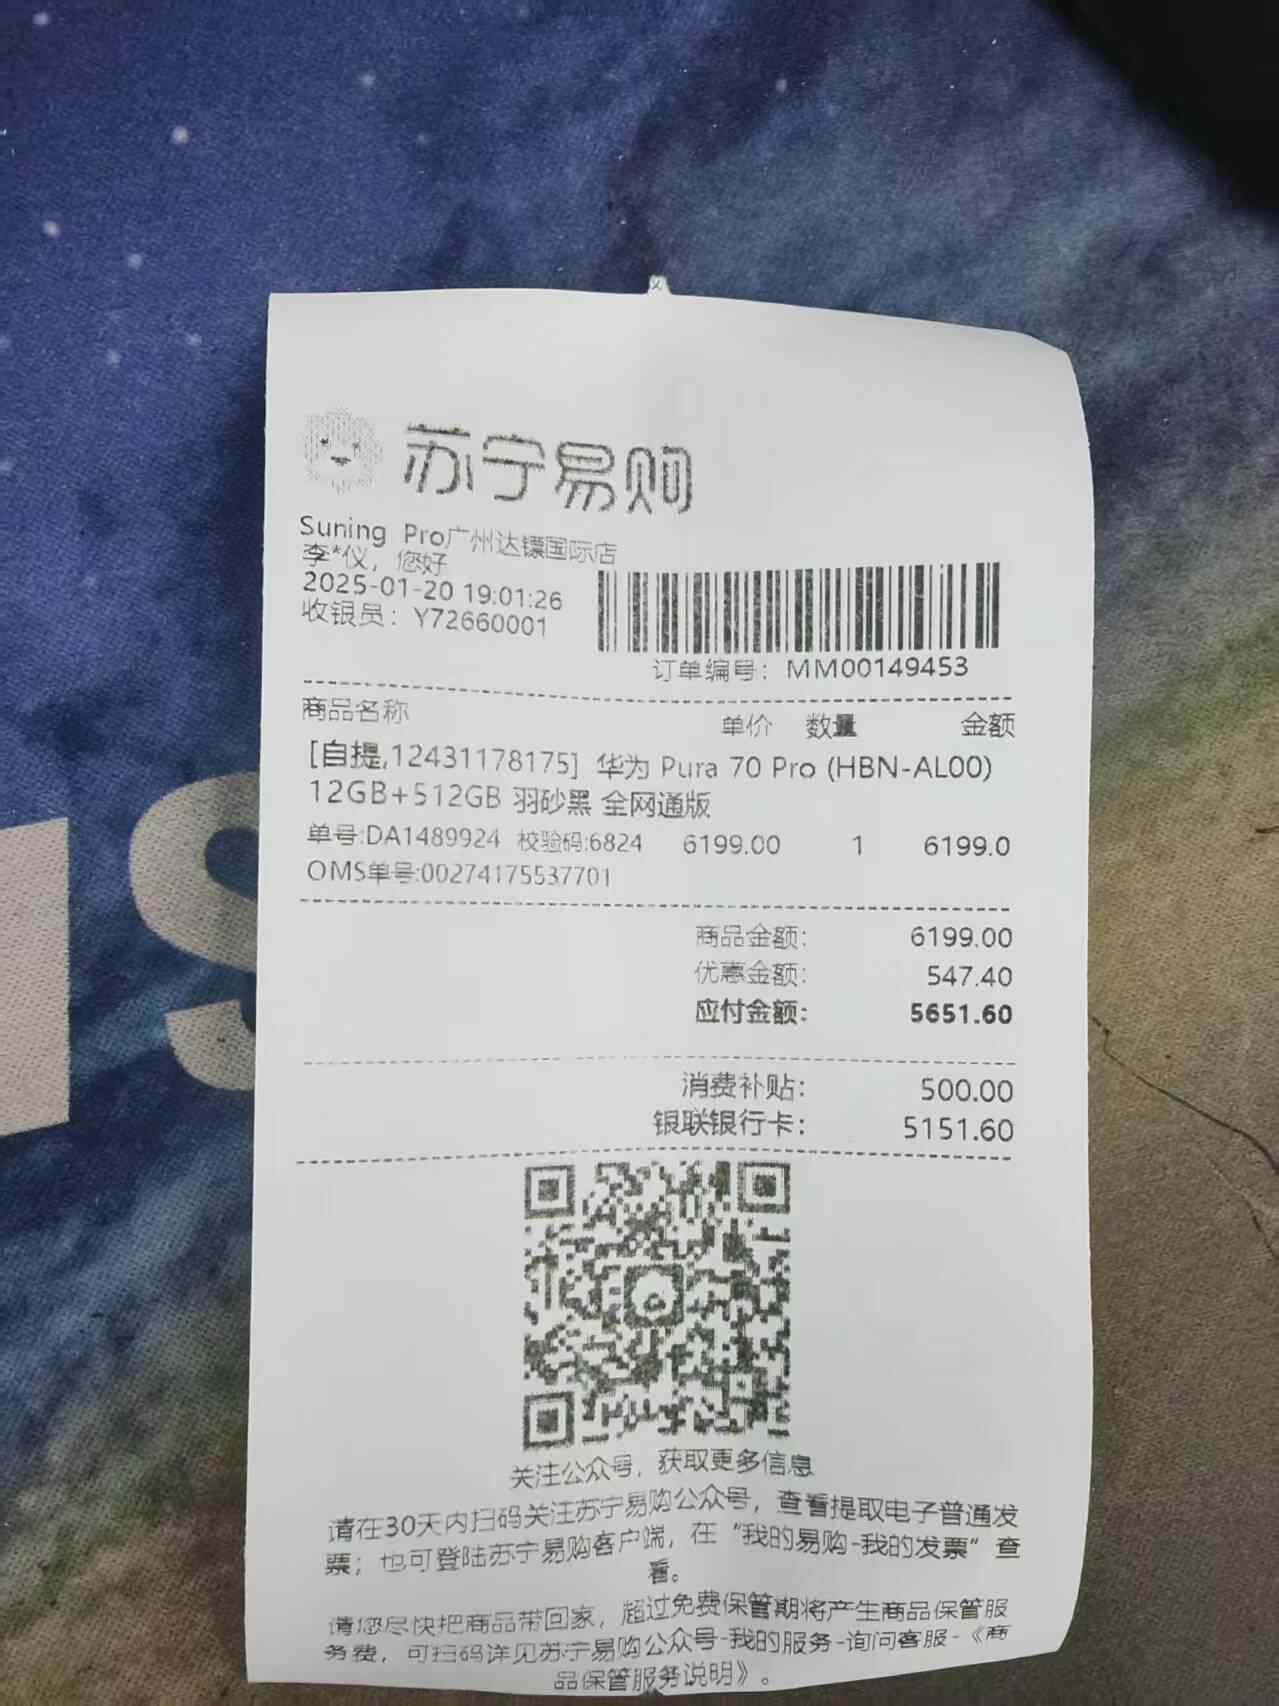 苏宁易购
Suning Pro广州达镖国际店
李*仪，您好
2025-01-20 19:01:26
收银员：Y72660001
订单编号：MM00149453
商品名称 单价 数量 金额
[自提,12431178175] 华为 Pura 70 Pro (HBN-AL00)
12GB+512GB 羽砂黑 全网通版
单号:DA1489924 校验码:6824 6199.00 1 6199.0
OMS单号:00274175537701
商品金额： 6199.00
优惠金额： 547.40
应付金额： 5651.60
消费补贴： 500.00
银联银行卡： 5151.60
关注公众号，获取更多信息
请在30天内扫码关注苏宁易购公众号，查看提取电子普通发
票；也可登陆苏宁易购客户端，在“我的易购-我的发票”查
看。
请您尽快把商品带回家，超过免费保管期将产生商品保管服
务费，可扫码详见苏宁易购公众号-我的服务-询问客服-《商
品保管服务说明》。